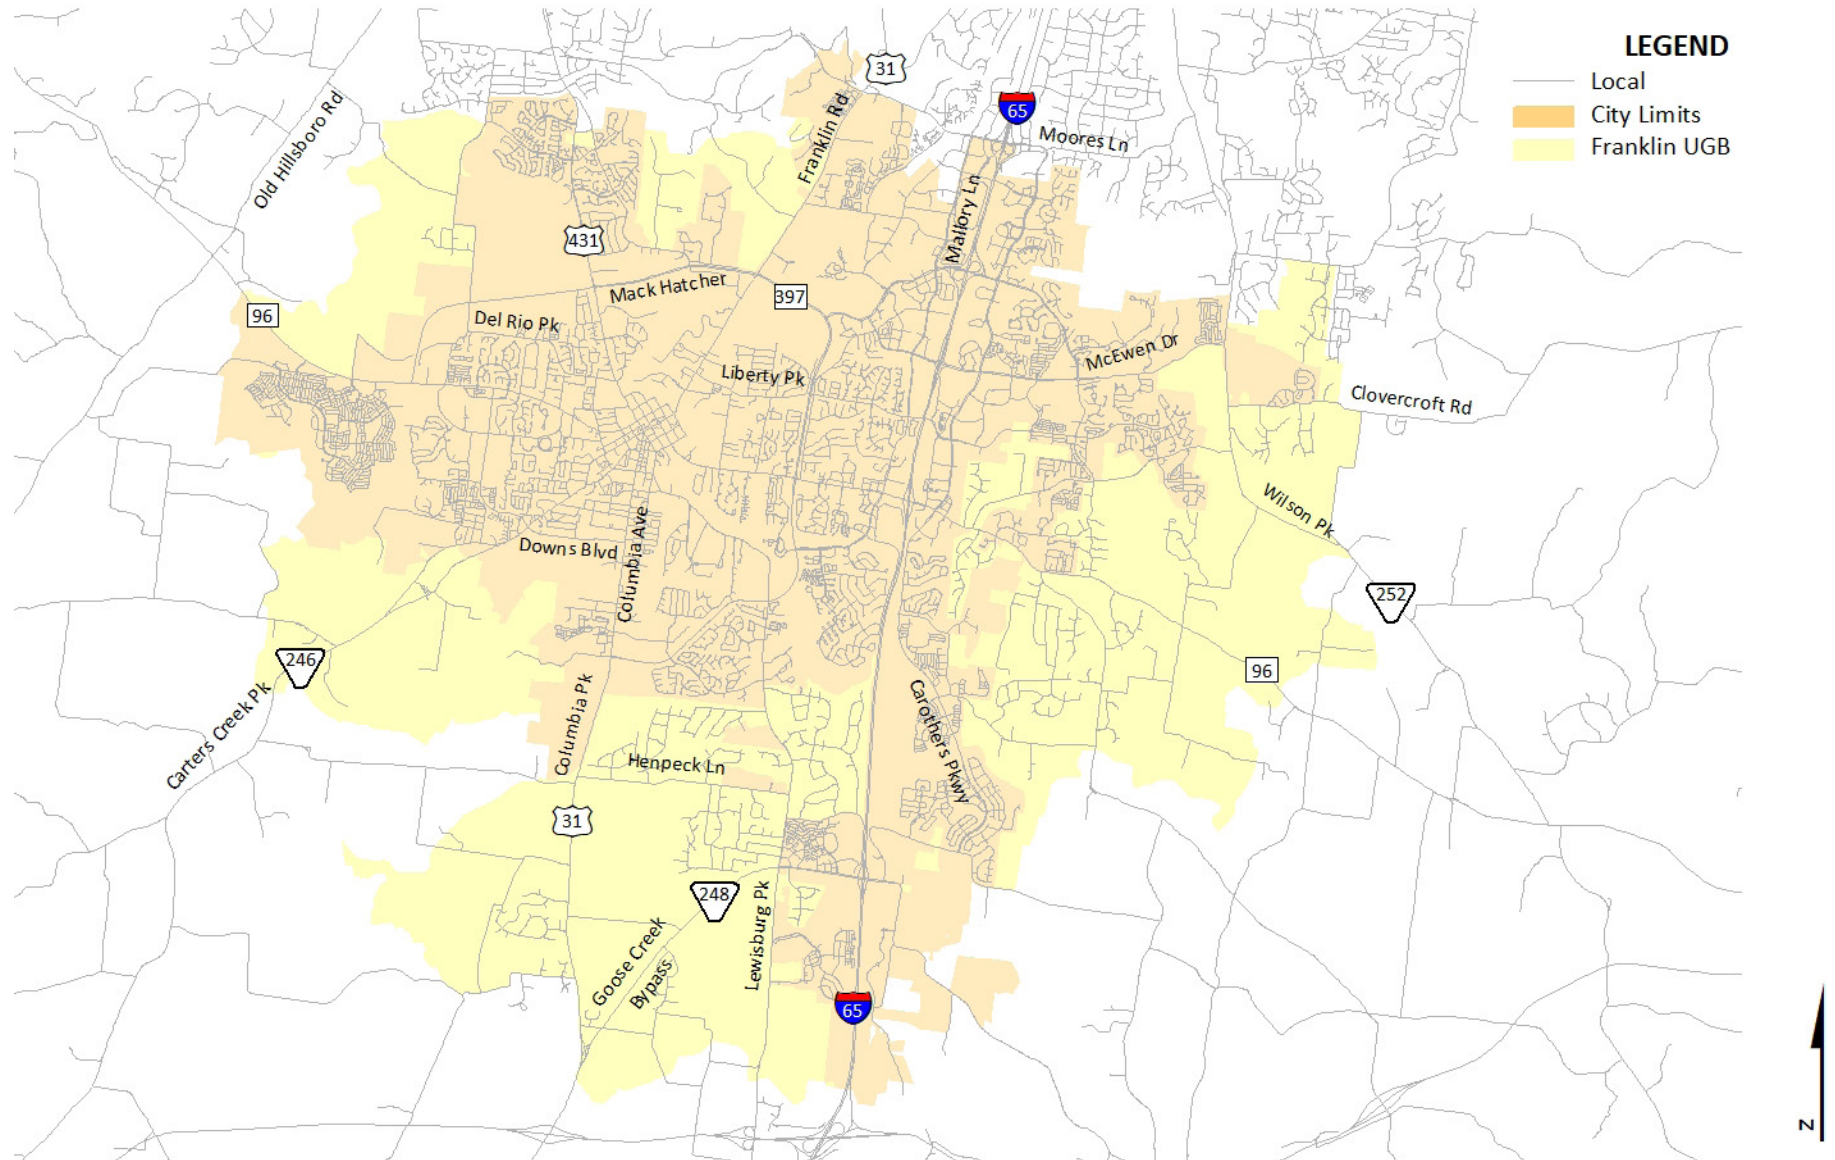 LEGEND
Local
City Limits
Franklin UGB
31
65
Moores Ln
Franklin Rd
Old Hillsboro Rd
Mallory Ln
431
Mack Hatcher
397
96
Del Rio Pk
McEwen Dr
Liberty Pk
Clovercroft Rd
Wilson Pk
Columbia Ave
Downs Blvd
252
246
96
Carters Creek Pk
Columbia Pk
Carothers Pkwy
Henpeck Ln
31
248
Lewisburg Pk
Goose Creek
Bypass
65
N